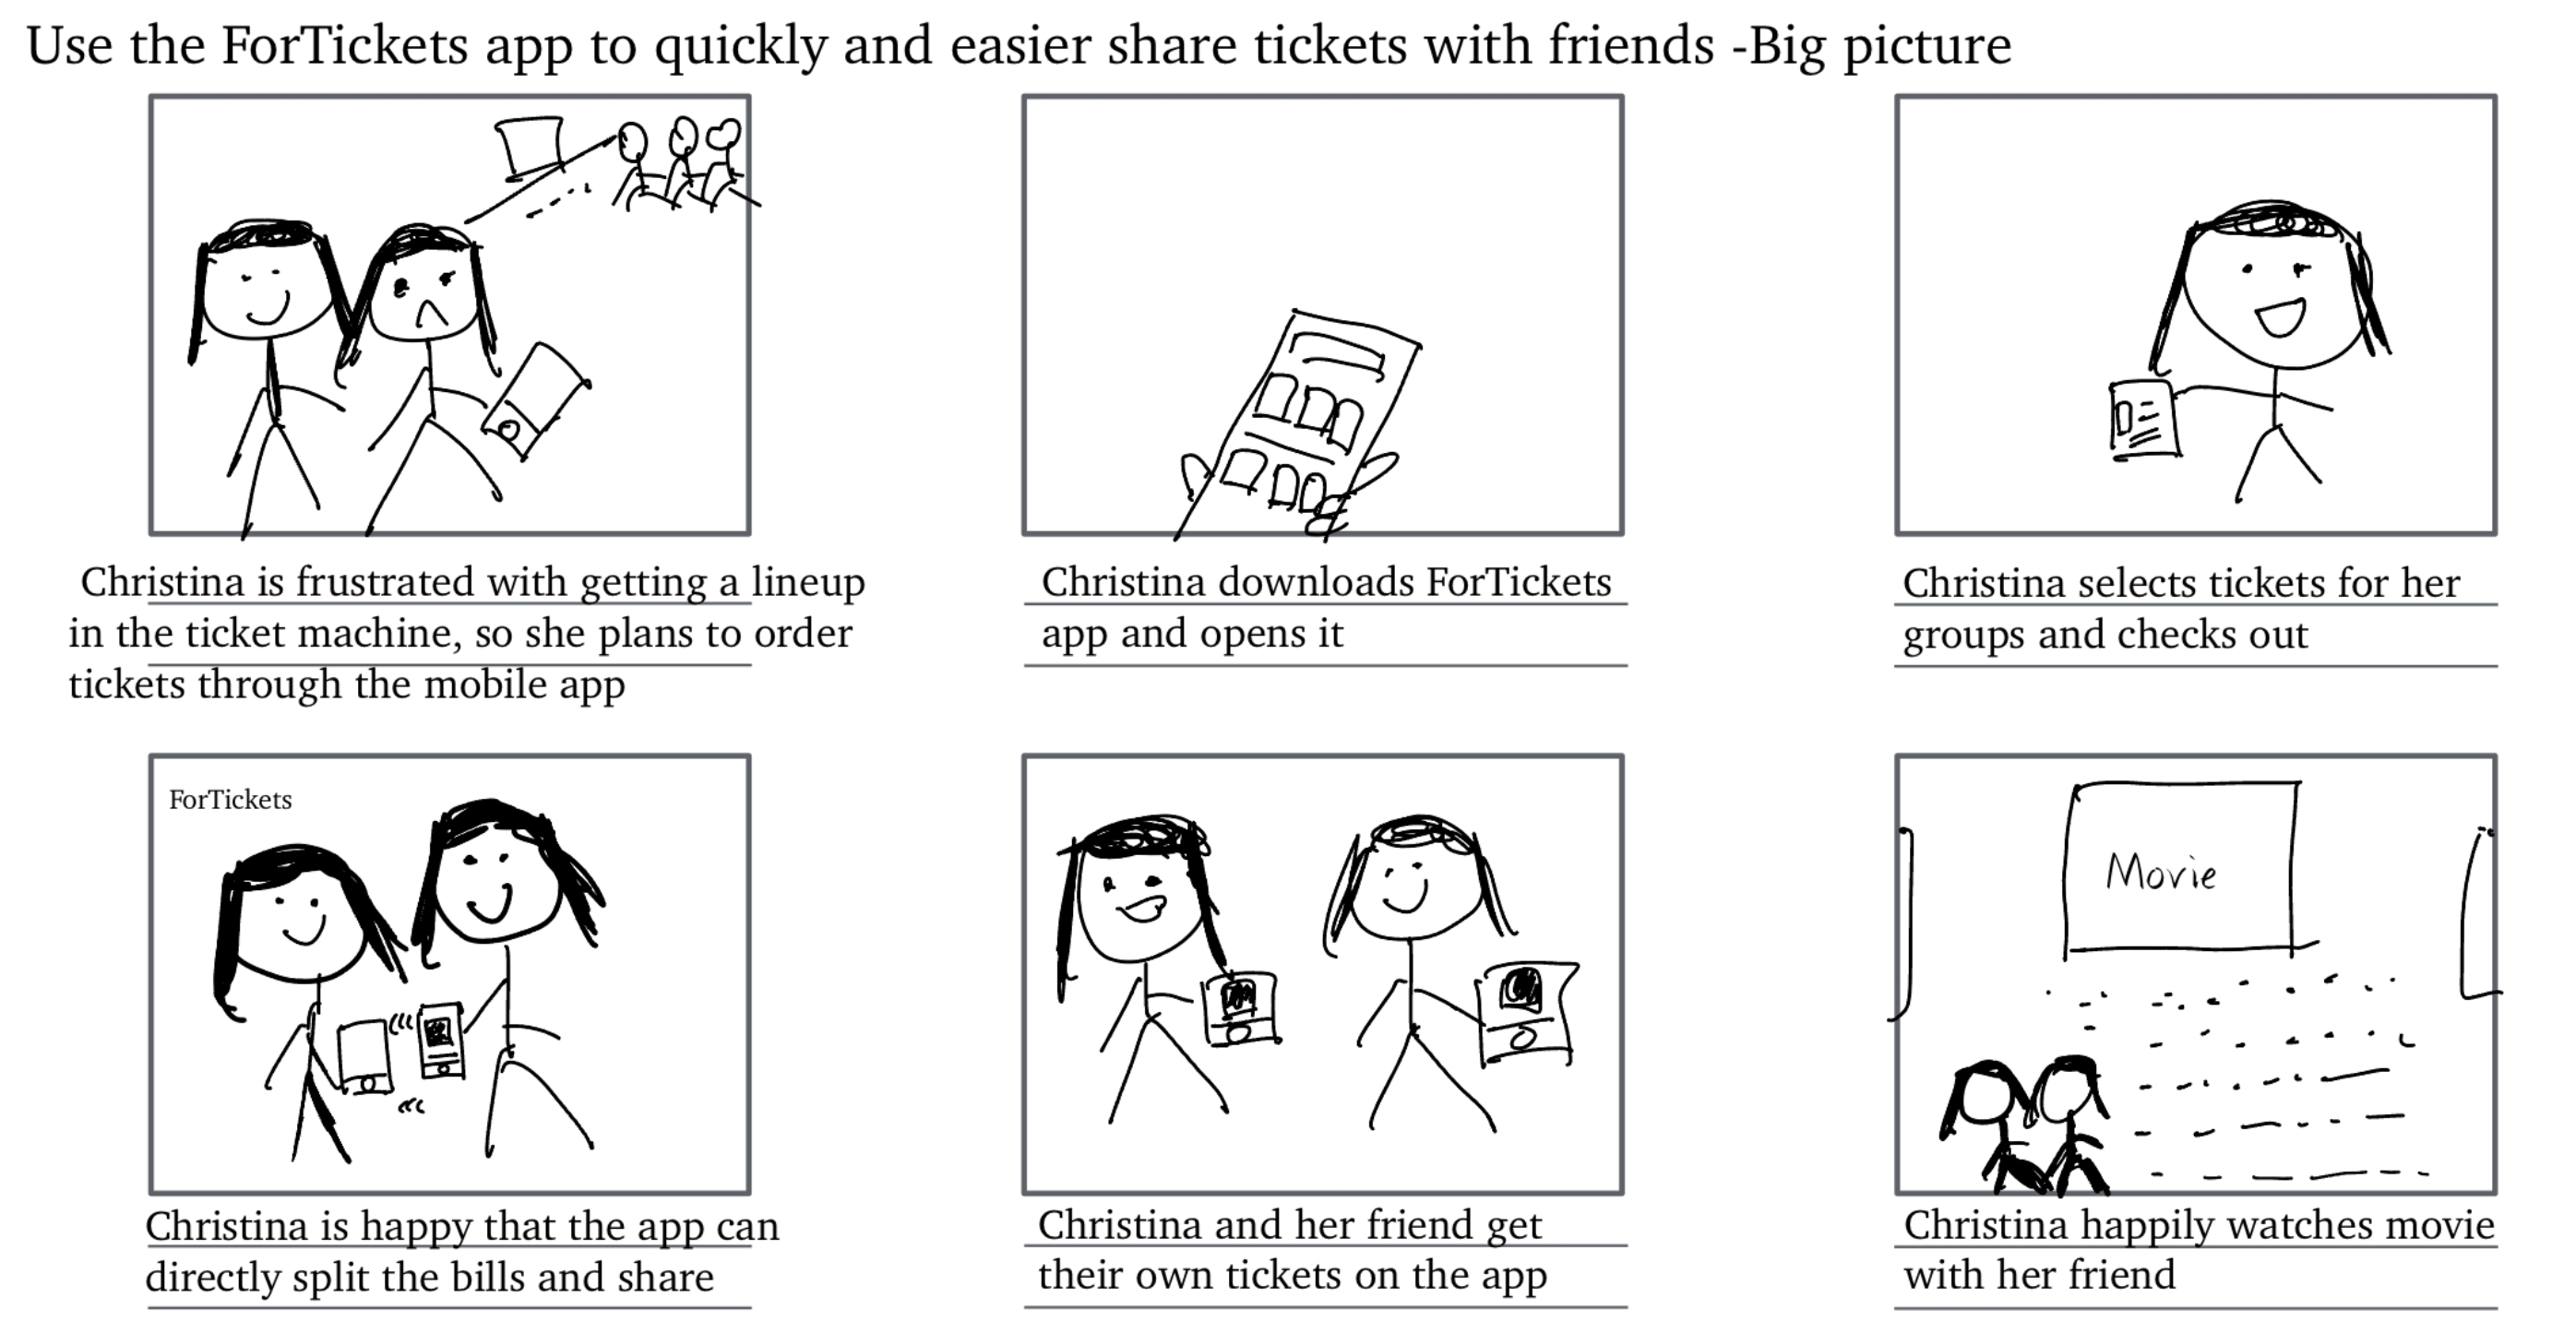 Use the ForTickets app to quickly and easier share tickets with friends -Big picture
Christina is frustrated with getting a lineup
in the ticket machine, so she plans to order
tickets through the mobile app
Christina downloads ForTickets
app and opens it
Christina selects tickets for her
groups and checks out
ForTickets
Christina is happy that the app can
directly split the bills and share
Christina and her friend get
their own tickets on the app
Movie
Christina happily watches movie
with her friend